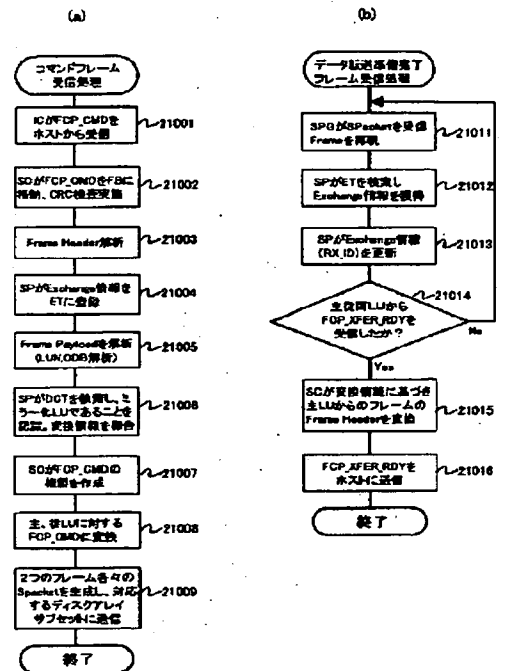 (a)
コマンドフレーム
受信処理
ICがFCP_CMDを
ホストから受信
21001
SCがFCP_CMDをFBに
格納、CRC検査実施
21002
Frame Header解析
21003
SPがExchange情報を
ETに登録
21004
Frame Payloadを解析
(LUN,CDB解析)
21005
SPがDCTを検索し、ミ
ラー化LUであることを
認識。変換情報を報告
21006
SCがFCP_CMDの
複製を作成
21007
主、従LUに対する
FCP_CMDに変換
21008
2つのフレーム各々の
Spacketを生成し、対応
するディスクアレイ
サブセットに送信
21009
終了
(b)
データ転送準備完了
フレーム受信処理
SPGがSPacketを受信
Frameを再現
21011
SPがETを検索し
Exchange情報を獲得
21012
SPがExchange情報
(RX_ID)を更新
21013
主従両LUから
FCP_XFER_RDYを
受信したか?
21014
No
Yes
SCが変換情報に基づき
主LUからのフレームの
Frame Headerを変換
21015
FCP_XFER_RDYを
ホストに送信
21016
終了